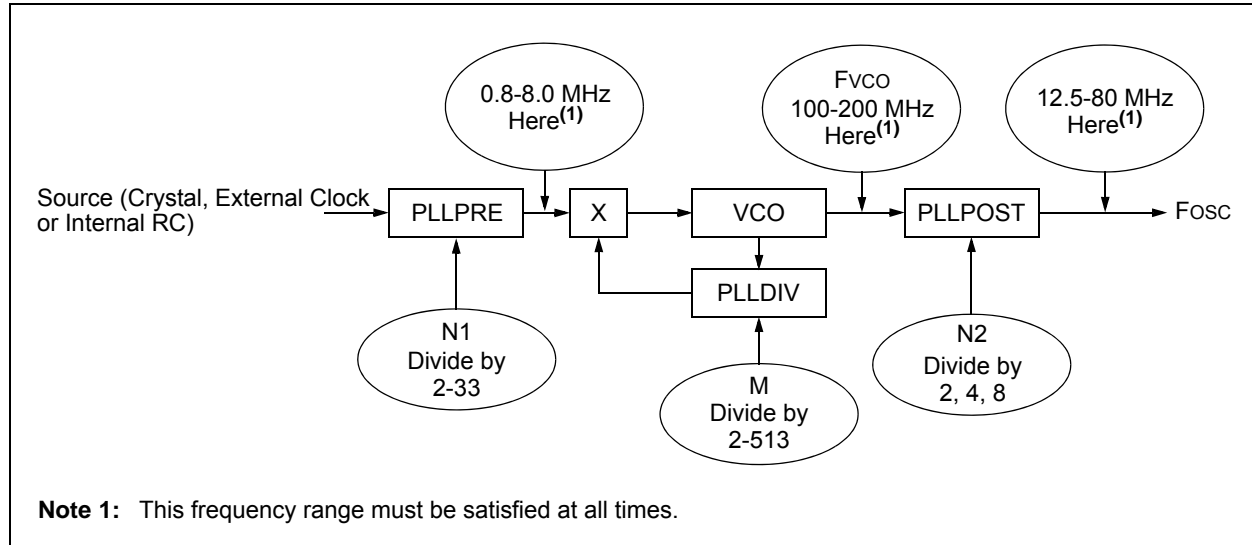 0.8-8.0 MHz
Here(1)
FVCO
100-200 MHz
Here(1)
12.5-80 MHz
Here(1)
Source (Crystal, External Clock
or Internal RC)
PLLPRE
X
VCO
PLLPOST
FOSC
PLLDIV
N1
Divide by
2-33
M
Divide by
2-513
N2
Divide by
2, 4, 8
Note 1: This frequency range must be satisfied at all times.